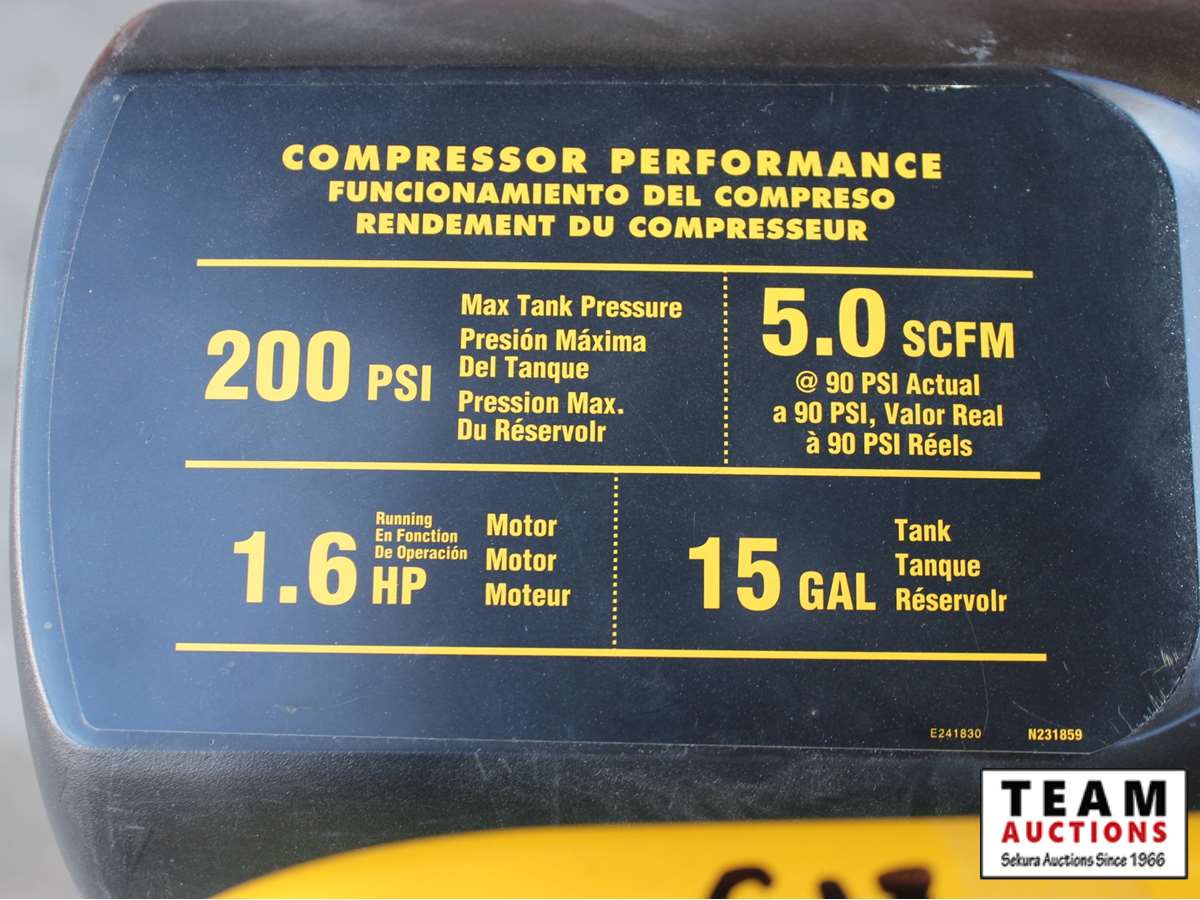 COMPRESSOR PERFORMANCE
FUNCIONAMIENTO DEL COMPRESO
RENDEMENT DU COMPRESSEUR
200 PSI
Max Tank Pressure
Presión Máxima
Del Tanque
Pression Max.
Du Réservolr
5.0 SCFM
@ 90 PSI Actual
a 90 PSI, Valor Real
à 90 PSI Réels
1.6 HP
Running
En Fonction
De Operación
Motor
Motor
Moteur
15 GAL
Tank
Tanque
Réservolr
E241830 N231859
TEAM
AUCTIONS
Sekura Auctions Since 1966